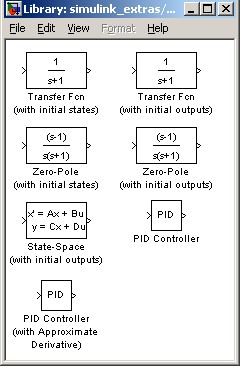 Library: simulink_extras/...
File Edit View Format Help
1
s+1
Transfer Fcn
(with initial states)
1
s+1
Transfer Fcn
(with initial outputs)
(s-1)
s(s+1)
Zero-Pole
(with initial states)
(s-1)
s(s+1)
Zero-Pole
(with initial outputs)
x' = Ax + Bu
y = Cx + Du
State-Space
(with initial outputs)
PID
PID Controller
PID
PID Controller
(with Approximate
Derivative)